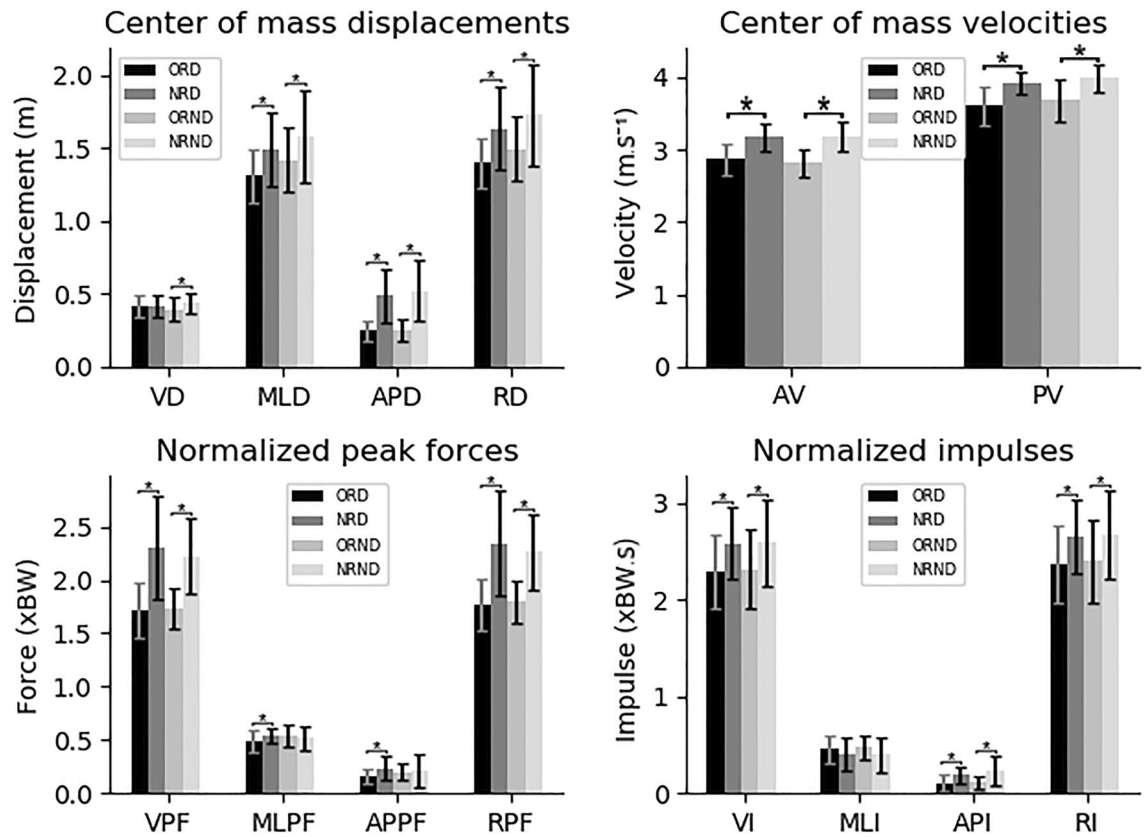 Center of mass displacements
Displacement (m)
2.0
1.5
1.0
0.5
0.0
ORD
NRD
ORND
NRND
* * * * * * *
VD MLD APD RD
Center of mass velocities
Velocity (m.s⁻¹)
4
3
2
1
0
ORD
NRD
ORND
NRND
* * * *
AV PV
Normalized peak forces
Force (xBW)
2.5
2.0
1.5
1.0
0.5
0.0
ORD
NRD
ORND
NRND
* * * * * *
VPF MLPF APPF RPF
Normalized impulses
Impulse (xBW.s)
3
2
1
0
ORD
NRD
ORND
NRND
* * * * * *
VI MLI API RI